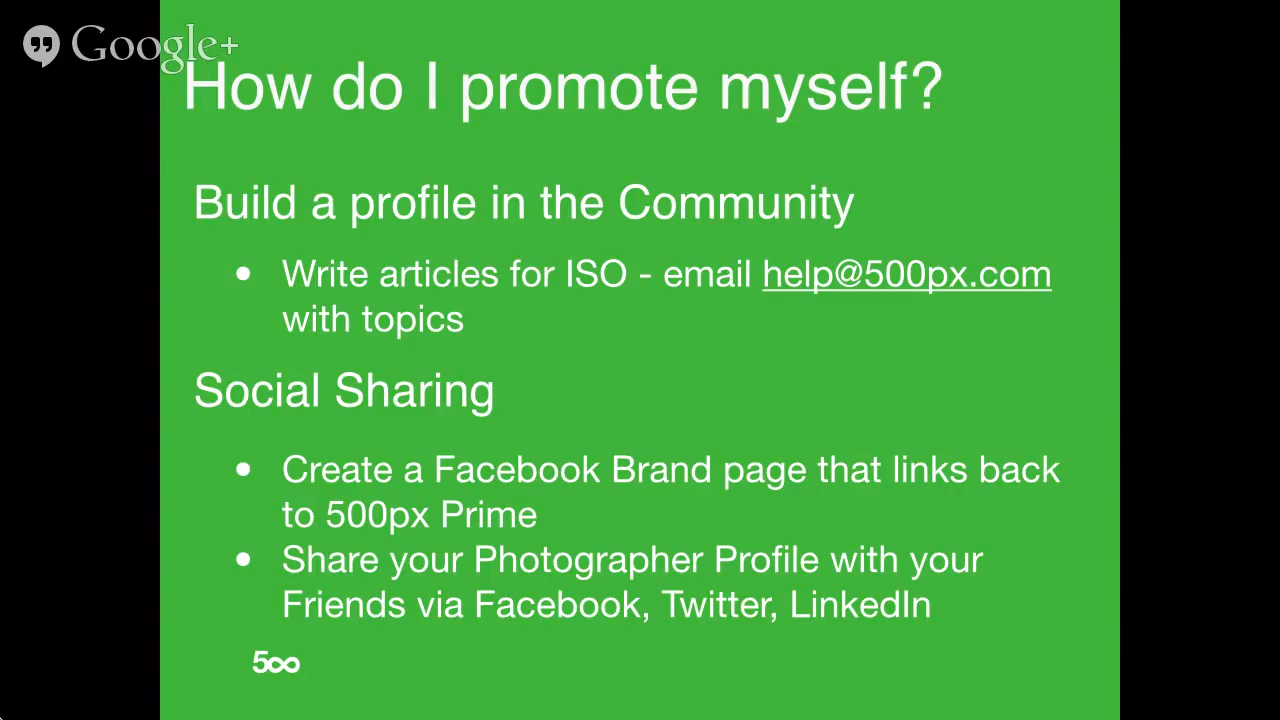 Google+
How do I promote myself?
Build a profile in the Community
• Write articles for ISO - email help@500px.com
with topics
Social Sharing
• Create a Facebook Brand page that links back
to 500px Prime
• Share your Photographer Profile with your
Friends via Facebook, Twitter, LinkedIn
500